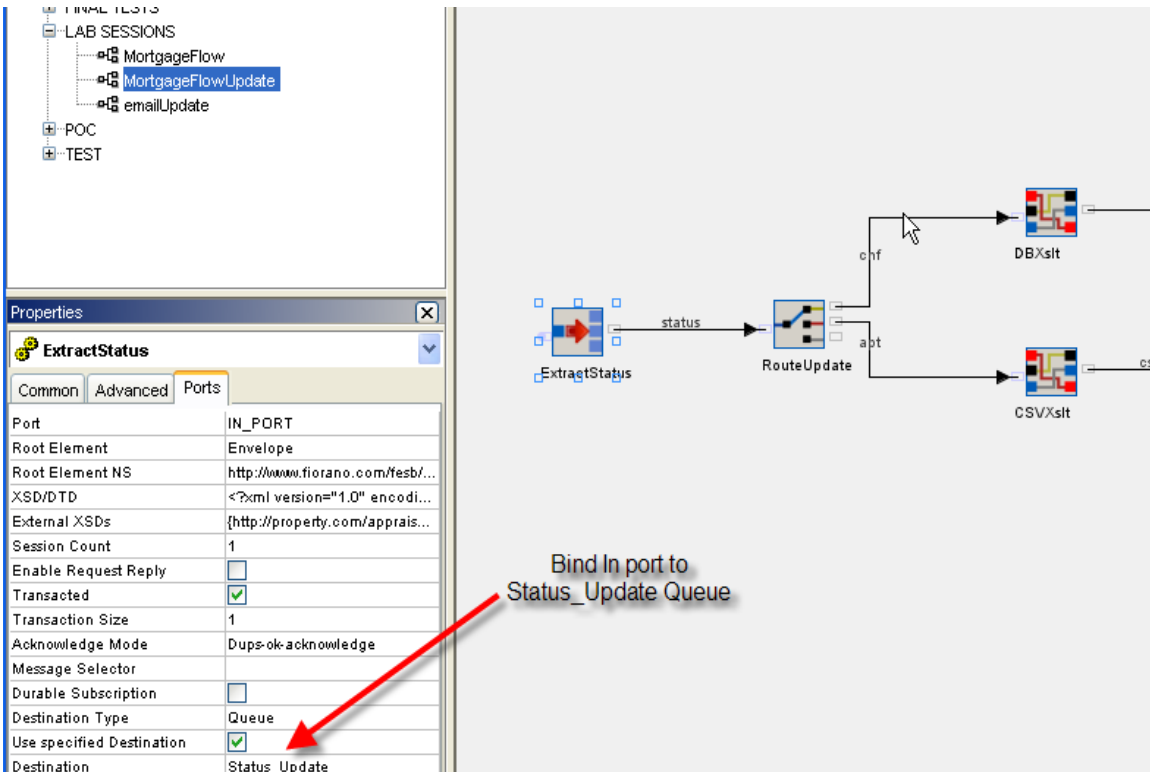 FINAL TESTS
LAB SESSIONS
MortgageFlow
MortgageFlowUpdate
emailUpdate
POC
TEST
Properties
ExtractStatus
Common Advanced Ports
Port IN_PORT
Root Element Envelope
Root Element NS http://www.fiorano.com/fesb/...
XSD/DTD <?xml version="1.0" encodi...
External XSDs {http://property.com/apprais...
Session Count 1
Enable Request Reply
Transacted
Transaction Size 1
Acknowledge Mode Dups-ok-acknowledge
Message Selector
Durable Subscription
Destination Type Queue
Use specified Destination
Destination Status_Update
DBXslt
cnf
status
apt
ExtractStatus
RouteUpdate
cs
CSVXslt
Bind In port to
Status_Update Queue